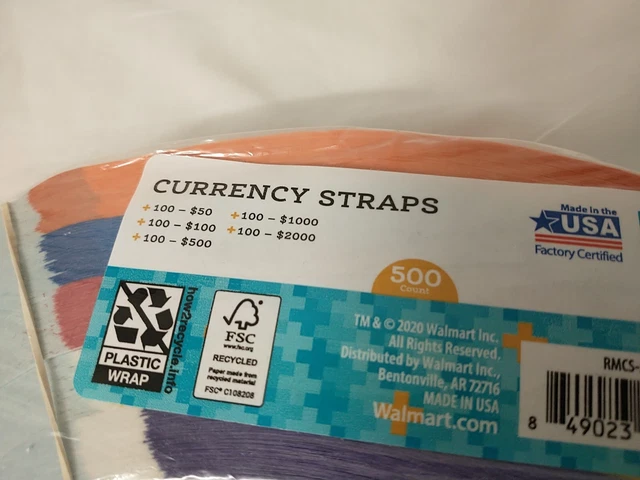 CURRENCY STRAPS
+ 100 – $50
+ 100 – $1000
+ 100 – $100
+ 100 – $2000
+ 100 – $500
Made in the
USA
Factory Certified
500
Count
how2recycle.info
PLASTIC
WRAP
FSC
www.fsc.org
RECYCLED
Paper made from
recycled material
FSC® C108208
TM & © 2020 Walmart Inc.
All Rights Reserved.
Distributed by Walmart Inc.,
Bentonville, AR 72716
MADE IN USA
Walmart.com
RMCS-
8 49023